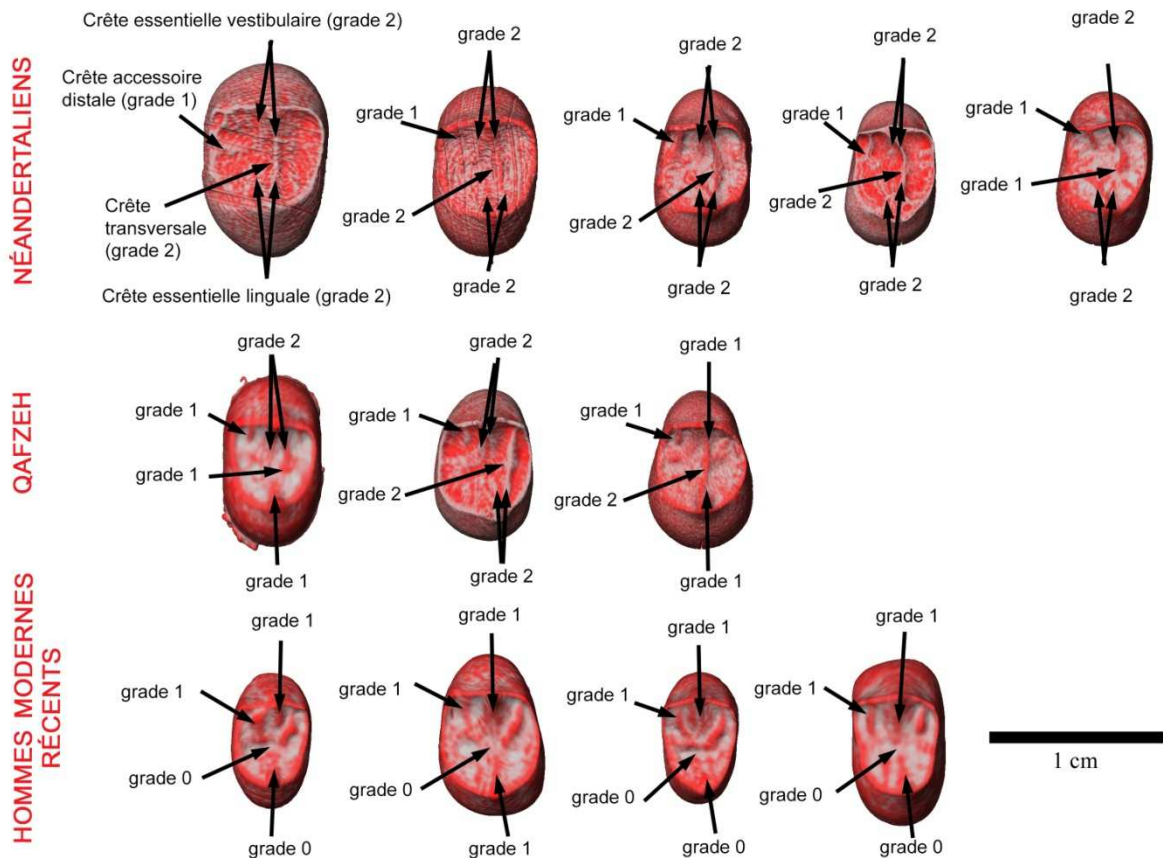 NÉANDERTALIENS
Crête essentielle vestibulaire (grade 2)
Crête accessoire
distale (grade 1)
Crête
transversale
(grade 2)
Crête essentielle linguale (grade 2)
grade 2
grade 1
grade 2
grade 2
grade 2
grade 1
grade 2
grade 2
grade 2
grade 1
grade 2
grade 2
grade 2
grade 1
grade 1
grade 2
QAFZEH
grade 2
grade 1
grade 1
grade 1
grade 2
grade 1
grade 2
grade 2
grade 1
grade 1
grade 2
grade 1
HOMMES MODERNES
RÉCENTS
grade 1
grade 1
grade 0
grade 0
grade 1
grade 1
grade 0
grade 1
grade 1
grade 1
grade 0
grade 0
grade 1
grade 1
grade 0
grade 0
1 cm